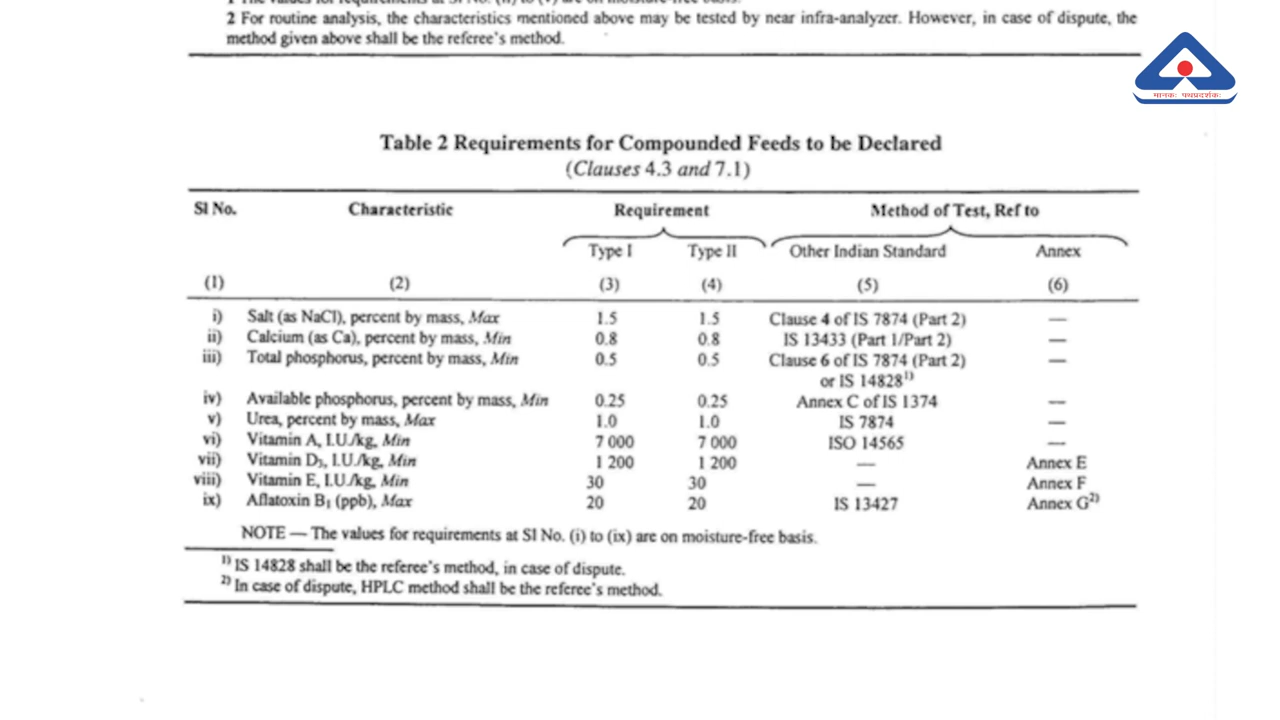 2 For routine analysis, the characteristics mentioned above may be tested by near infra-analyzer. However, in case of dispute, the
method given above shall be the referee's method.
मानकः पथप्रदर्शकः
Table 2 Requirements for Compounded Feeds to be Declared
(Clauses 4.3 and 7.1)
Sl No. Characteristic Requirement Method of Test, Ref to
Type I Type II Other Indian Standard Annex
(1) (2) (3) (4) (5) (6)
i) Salt (as NaCl), percent by mass, Max 1.5 1.5 Clause 4 of IS 7874 (Part 2) —
ii) Calcium (as Ca), percent by mass, Min 0.8 0.8 IS 13433 (Part 1/Part 2) —
iii) Total phosphorus, percent by mass, Min 0.5 0.5 Clause 6 of IS 7874 (Part 2) —
or IS 14828¹⁾
iv) Available phosphorus, percent by mass, Min 0.25 0.25 Annex C of IS 1374 —
v) Urea, percent by mass, Max 1.0 1.0 IS 7874 —
vi) Vitamin A, I.U./kg, Min 7 000 7 000 ISO 14565 —
vii) Vitamin D₃, I.U./kg, Min 1 200 1 200 — Annex E
viii) Vitamin E, I.U./kg, Min 30 30 — Annex F
ix) Aflatoxin B₁ (ppb), Max 20 20 IS 13427 Annex G²⁾
NOTE — The values for requirements at Sl No. (i) to (ix) are on moisture-free basis.
¹⁾ IS 14828 shall be the referee's method, in case of dispute.
²⁾ In case of dispute, HPLC method shall be the referee's method.